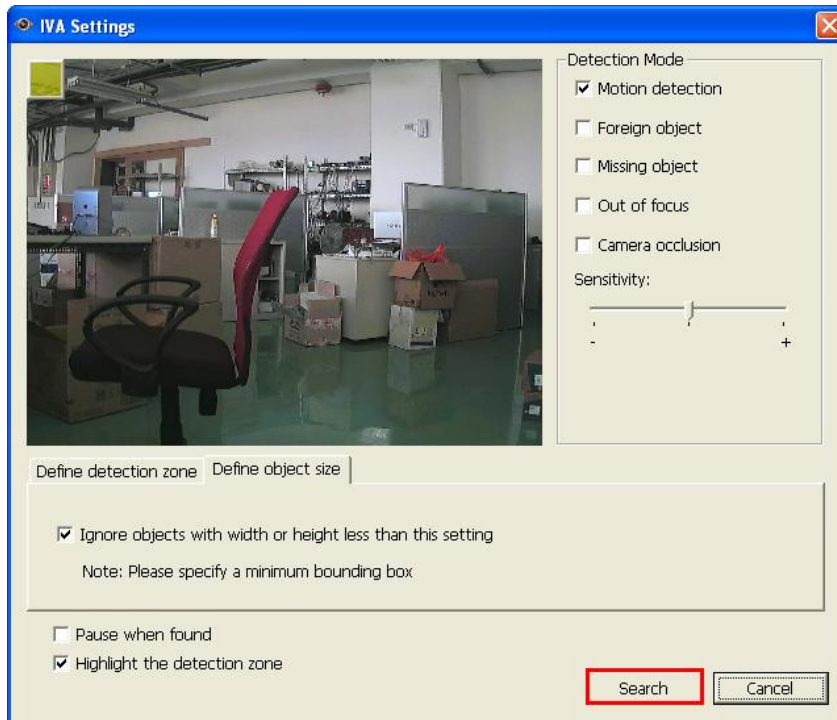 IVA Settings
Detection Mode
Motion detection
Foreign object
Missing object
Out of focus
Camera occlusion
Sensitivity:
- +
Define detection zone Define object size
Ignore objects with width or height less than this setting
Note: Please specify a minimum bounding box
Pause when found
Highlight the detection zone
Search Cancel